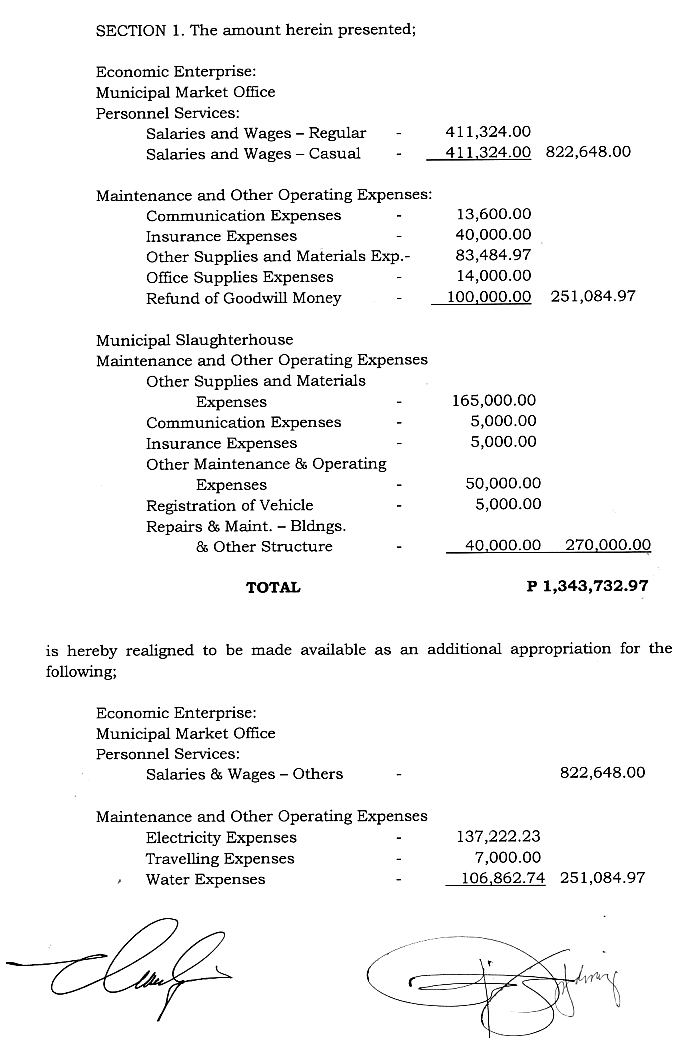 SECTION 1. The amount herein presented;
Economic Enterprise:
Municipal Market Office
Personnel Services:
Salaries and Wages – Regular - 411,324.00
Salaries and Wages – Casual - 411,324.00 822,648.00
Maintenance and Other Operating Expenses:
Communication Expenses - 13,600.00
Insurance Expenses - 40,000.00
Other Supplies and Materials Exp.- 83,484.97
Office Supplies Expenses - 14,000.00
Refund of Goodwill Money - 100,000.00 251,084.97
Municipal Slaughterhouse
Maintenance and Other Operating Expenses
Other Supplies and Materials
Expenses - 165,000.00
Communication Expenses - 5,000.00
Insurance Expenses - 5,000.00
Other Maintenance & Operating
Expenses - 50,000.00
Registration of Vehicle - 5,000.00
Repairs & Maint. – Bldngs.
& Other Structure - 40,000.00 270,000.00
TOTAL P 1,343,732.97
is hereby realigned to be made available as an additional appropriation for the
following;
Economic Enterprise:
Municipal Market Office
Personnel Services:
Salaries & Wages – Others - 822,648.00
Maintenance and Other Operating Expenses
Electricity Expenses - 137,222.23
Travelling Expenses - 7,000.00
Water Expenses - 106,862.74 251,084.97